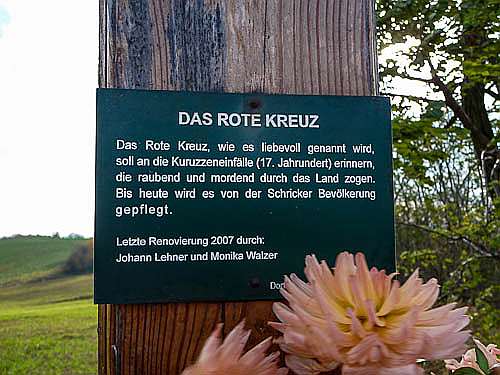 DAS ROTE KREUZ
Das Rote Kreuz, wie es liebevoll genannt wird,
soll an die Kuruzzeneinfälle (17. Jahrundert) erinnern,
die raubend und mordend durch das Land zogen.
Bis heute wird es von der Schricker Bevölkerung
gepflegt.
Letzte Renovierung 2007 durch:
Johann Lehner und Monika Walzer